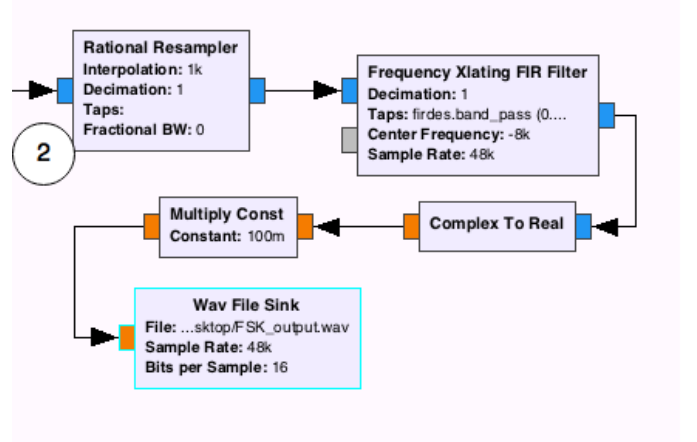 Rational Resampler
Interpolation: 1k
Decimation: 1
Taps:
Fractional BW: 0
2
Frequency Xlating FIR Filter
Decimation: 1
Taps: firdes.band_pass (0....
Center Frequency: -8k
Sample Rate: 48k
Complex To Real
Multiply Const
Constant: 100m
Wav File Sink
File: ...sktop/FSK_output.wav
Sample Rate: 48k
Bits per Sample: 16